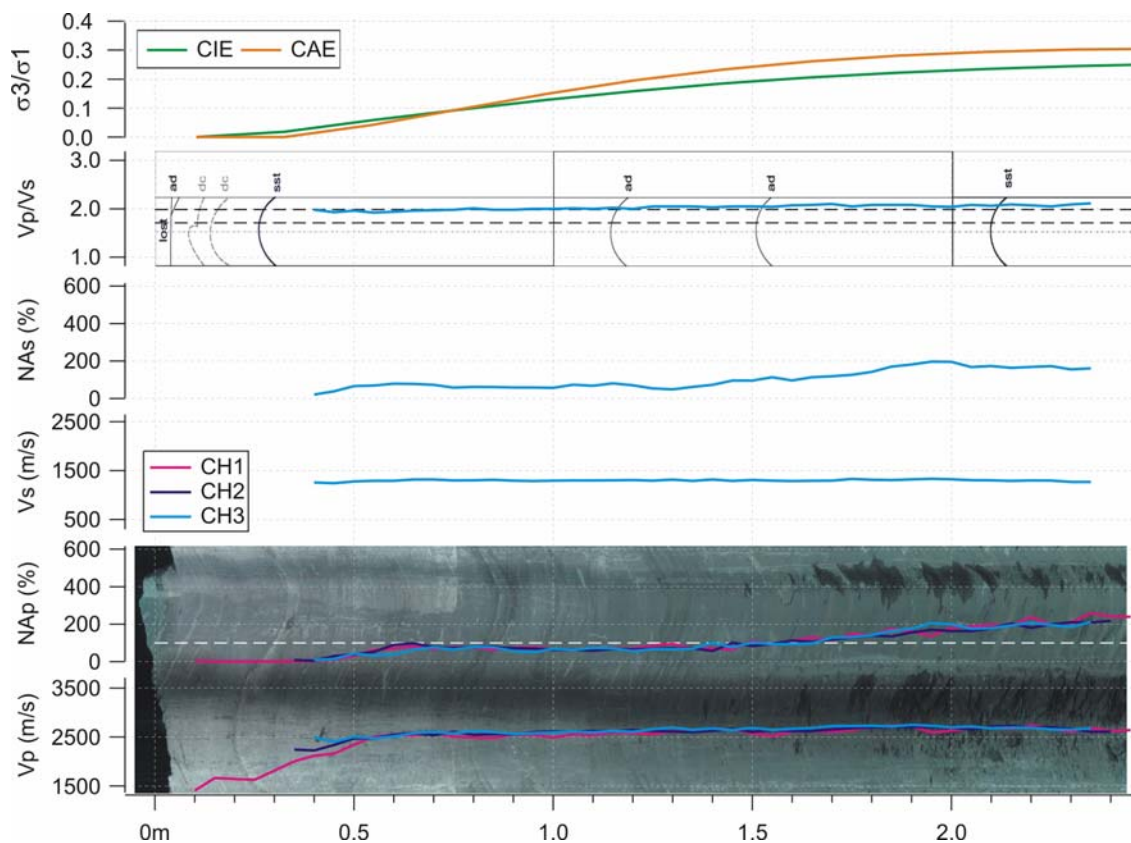 σ3/σ1
0.4
0.3
0.2
0.1
0.0
CIE
CAE
Vp/Vs
3.0
2.0
1.0
lost
ad
dc
dc
sst
ad
ad
sst
NAs (%)
600
400
200
0
Vs (m/s)
2500
1500
500
CH1
CH2
CH3
NAp (%)
600
400
200
0
Vp (m/s)
3500
2500
1500
0m
0.5
1.0
1.5
2.0